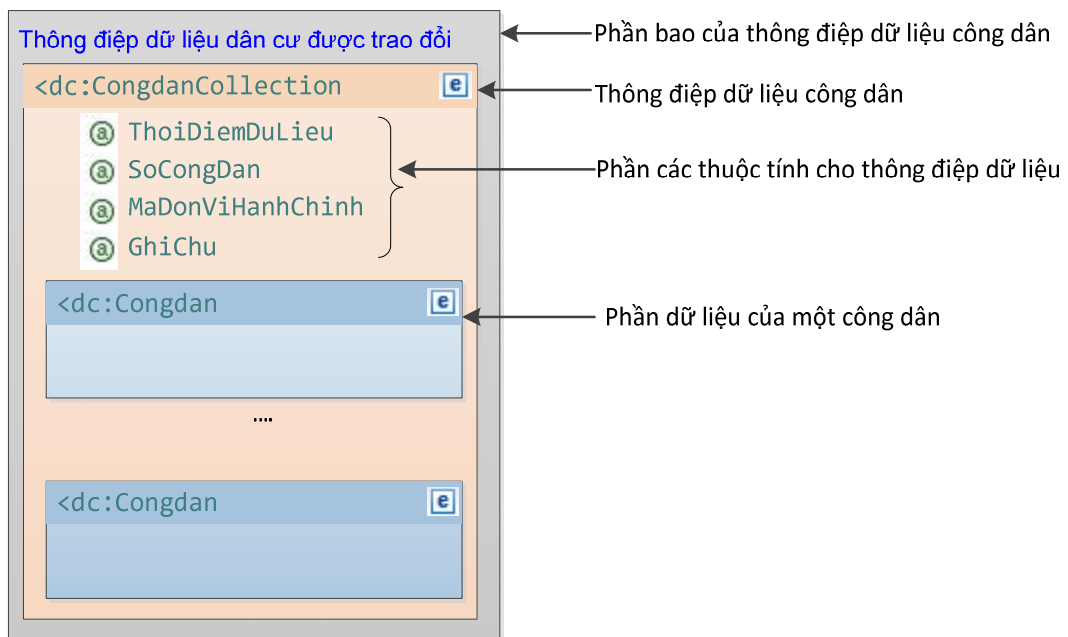 Thông điệp dữ liệu dân cư được trao đổi
Phần bao của thông điệp dữ liệu công dân
<dc:CongdanCollection
e
Thông điệp dữ liệu công dân
a ThoiDiemDuLieu
a SoCongDan
Phần các thuộc tính cho thông điệp dữ liệu
a MaDonViHanhChinh
a GhiChu
<dc:Congdan
e
Phần dữ liệu của một công dân
....
<dc:Congdan
e